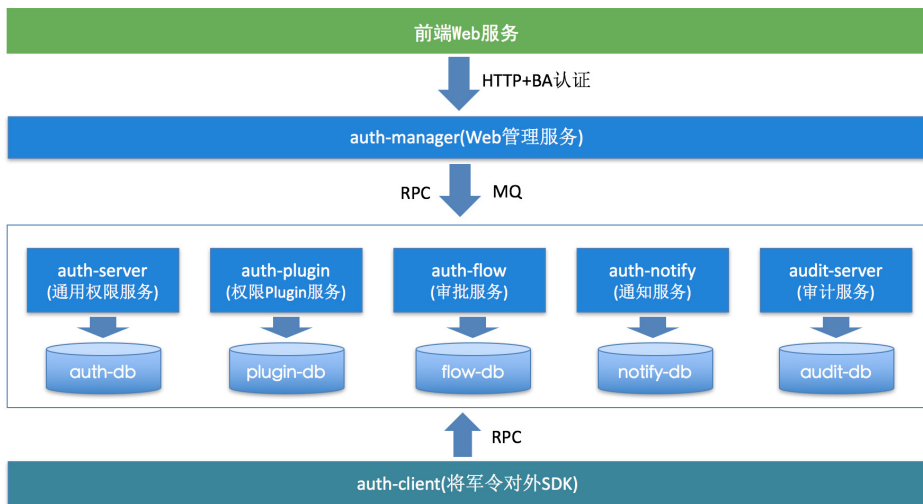 前端Web服务
HTTP+BA认证
auth-manager(Web管理服务)
RPC MQ
auth-server
(通用权限服务)
auth-plugin
(权限Plugin服务)
auth-flow
(审批服务)
auth-notify
(通知服务)
audit-server
(审计服务)
auth-db
plugin-db
flow-db
notify-db
audit-db
RPC
auth-client(将军令对外SDK)